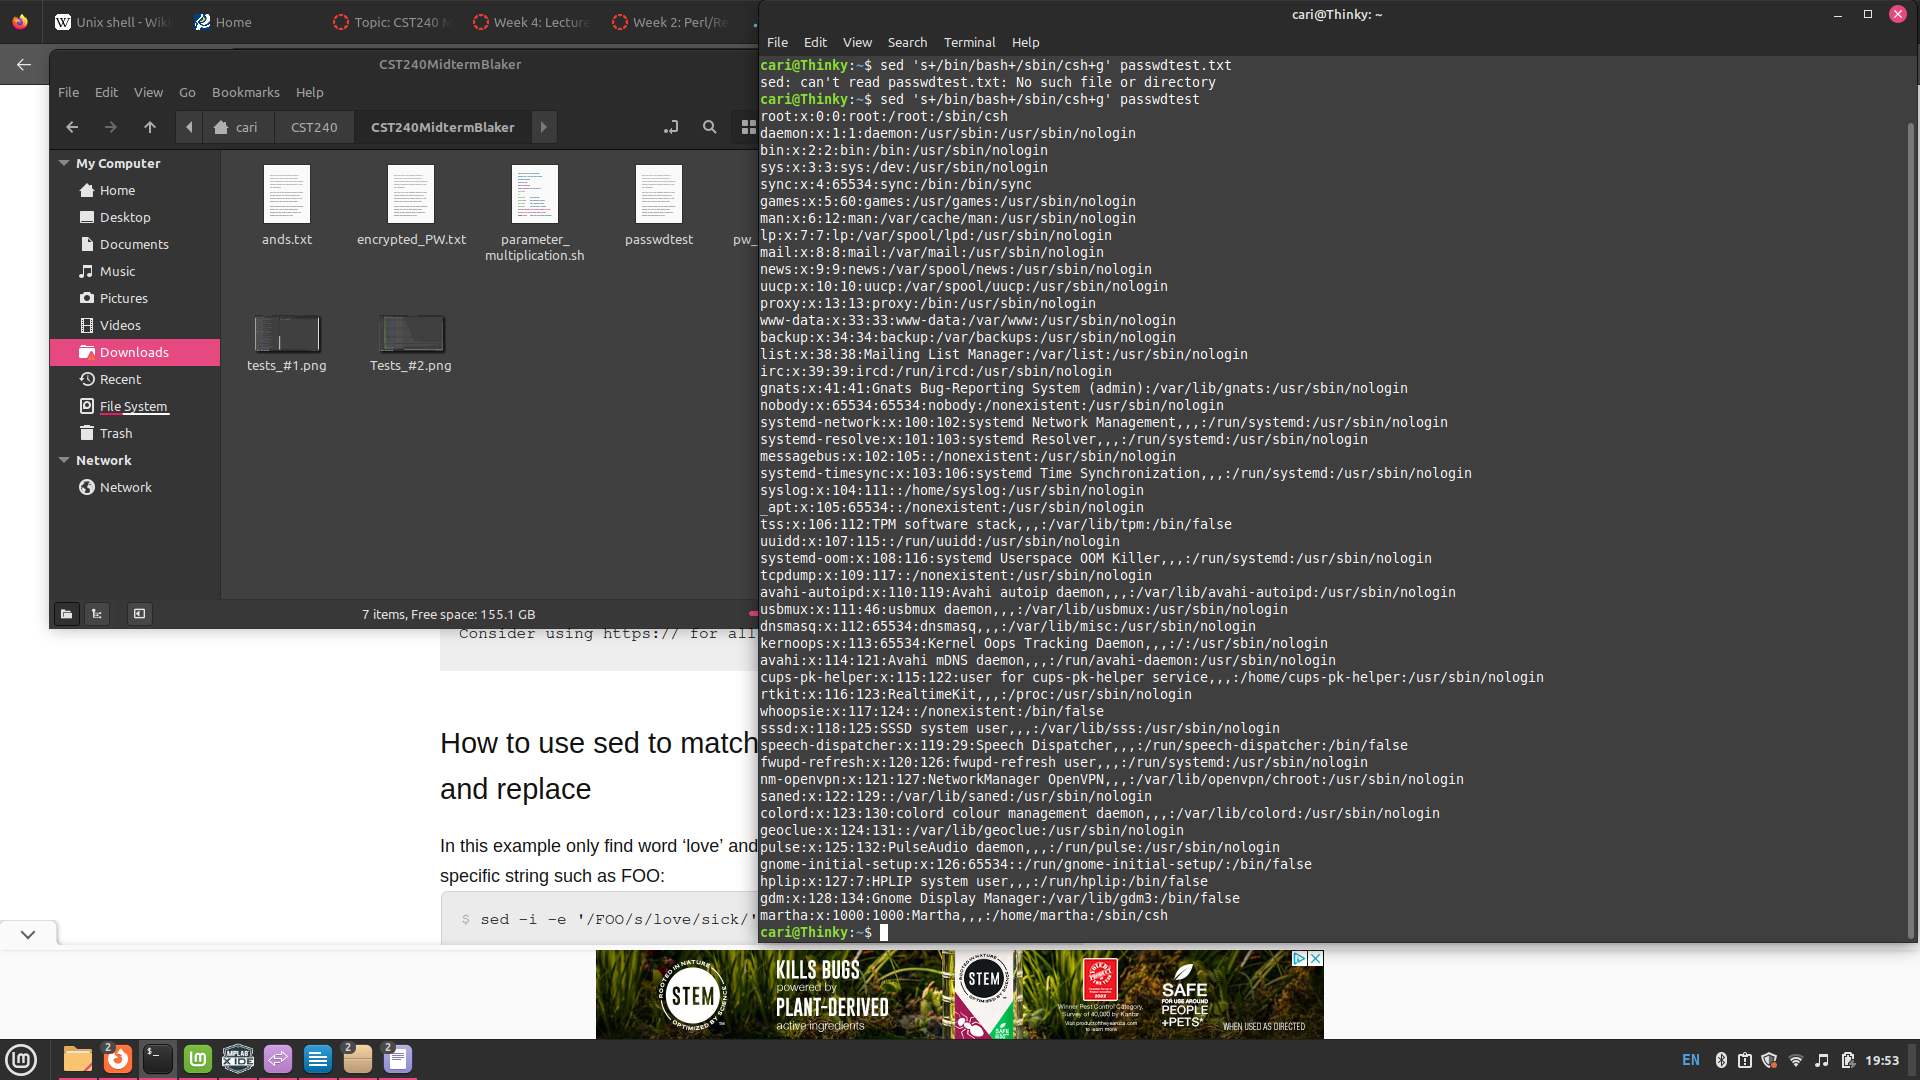 Unix shell - Wiki
Home
Topic: CST240 M
Week 4: Lecture
Week 2: Perl/Re
CST240MidtermBlaker
File Edit View Go Bookmarks Help
cari
CST240
CST240MidtermBlaker
My Computer
Home
Desktop
Documents
Music
Pictures
Videos
Downloads
Recent
File System
Trash
Network
Network
ands.txt
encrypted_PW.txt
parameter_
multiplication.sh
passwdtest
pw_
tests_#1.png
Tests_#2.png
7 items, Free space: 155.1 GB
Consider using https:// for all
How to use sed to match
and replace
In this example only find word ‘love’ and
specific string such as FOO:
$ sed -i -e '/FOO/s/love/sick/'
cari@Thinky: ~
File Edit View Search Terminal Help
cari@Thinky:~$ sed 's+/bin/bash+/sbin/csh+g' passwdtest.txt
sed: can't read passwdtest.txt: No such file or directory
cari@Thinky:~$ sed 's+/bin/bash+/sbin/csh+g' passwdtest
root:x:0:0:root:/root:/sbin/csh
daemon:x:1:1:daemon:/usr/sbin:/usr/sbin/nologin
bin:x:2:2:bin:/bin:/usr/sbin/nologin
sys:x:3:3:sys:/dev:/usr/sbin/nologin
sync:x:4:65534:sync:/bin:/bin/sync
games:x:5:60:games:/usr/games:/usr/sbin/nologin
man:x:6:12:man:/var/cache/man:/usr/sbin/nologin
lp:x:7:7:lp:/var/spool/lpd:/usr/sbin/nologin
mail:x:8:8:mail:/var/mail:/usr/sbin/nologin
news:x:9:9:news:/var/spool/news:/usr/sbin/nologin
uucp:x:10:10:uucp:/var/spool/uucp:/usr/sbin/nologin
proxy:x:13:13:proxy:/bin:/usr/sbin/nologin
www-data:x:33:33:www-data:/var/www:/usr/sbin/nologin
backup:x:34:34:backup:/var/backups:/usr/sbin/nologin
list:x:38:38:Mailing List Manager:/var/list:/usr/sbin/nologin
irc:x:39:39:ircd:/run/ircd:/usr/sbin/nologin
gnats:x:41:41:Gnats Bug-Reporting System (admin):/var/lib/gnats:/usr/sbin/nologin
nobody:x:65534:65534:nobody:/nonexistent:/usr/sbin/nologin
systemd-network:x:100:102:systemd Network Management,,,:/run/systemd:/usr/sbin/nologin
systemd-resolve:x:101:103:systemd Resolver,,,:/run/systemd:/usr/sbin/nologin
messagebus:x:102:105::/nonexistent:/usr/sbin/nologin
systemd-timesync:x:103:106:systemd Time Synchronization,,,:/run/systemd:/usr/sbin/nologin
syslog:x:104:111::/home/syslog:/usr/sbin/nologin
_apt:x:105:65534::/nonexistent:/usr/sbin/nologin
tss:x:106:112:TPM software stack,,,:/var/lib/tpm:/bin/false
uuidd:x:107:115::/run/uuidd:/usr/sbin/nologin
systemd-oom:x:108:116:systemd Userspace OOM Killer,,,:/run/systemd:/usr/sbin/nologin
tcpdump:x:109:117::/nonexistent:/usr/sbin/nologin
avahi-autoipd:x:110:119:Avahi autoip daemon,,,:/var/lib/avahi-autoipd:/usr/sbin/nologin
usbmux:x:111:46:usbmux daemon,,,:/var/lib/usbmux:/usr/sbin/nologin
dnsmasq:x:112:65534:dnsmasq,,,:/var/lib/misc:/usr/sbin/nologin
kernoops:x:113:65534:Kernel Oops Tracking Daemon,,,:/:/usr/sbin/nologin
avahi:x:114:121:Avahi mDNS daemon,,,:/run/avahi-daemon:/usr/sbin/nologin
cups-pk-helper:x:115:122:user for cups-pk-helper service,,,:/home/cups-pk-helper:/usr/sbin/nologin
rtkit:x:116:123:RealtimeKit,,,:/proc:/usr/sbin/nologin
whoopsie:x:117:124::/nonexistent:/bin/false
sssd:x:118:125:SSSD system user,,,:/var/lib/sss:/usr/sbin/nologin
speech-dispatcher:x:119:29:Speech Dispatcher,,,:/run/speech-dispatcher:/bin/false
fwupd-refresh:x:120:126:fwupd-refresh user,,,:/run/systemd:/usr/sbin/nologin
nm-openvpn:x:121:127:NetworkManager OpenVPN,,,:/var/lib/openvpn/chroot:/usr/sbin/nologin
saned:x:122:129::/var/lib/saned:/usr/sbin/nologin
colord:x:123:130:colord colour management daemon,,,:/var/lib/colord:/usr/sbin/nologin
geoclue:x:124:131::/var/lib/geoclue:/usr/sbin/nologin
pulse:x:125:132:PulseAudio daemon,,,:/run/pulse:/usr/sbin/nologin
gnome-initial-setup:x:126:65534::/run/gnome-initial-setup/:/bin/false
hplip:x:127:7:HPLIP system user,,,:/run/hplip:/bin/false
gdm:x:128:134:Gnome Display Manager:/var/lib/gdm3:/bin/false
martha:x:1000:1000:Martha,,,:/home/martha:/sbin/csh
cari@Thinky:~$
ROOTED IN NATURE
STEM
OPTIMIZED BY SCIENCE
KILLS BUGS
powered by
PLANT-DERIVED
active ingredients
STEM
Winner Pest Control Category.
Survey of 40,000 by Kantar
SAFE
FOR USE AROUND
PEOPLE
+PETS*
WHEN USED AS DIRECTED
2
MPLAB
X IDE
2
2
EN
19:53